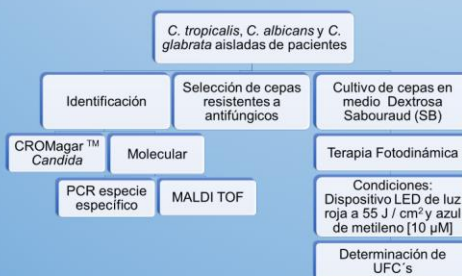 C. tropicalis, C. albicans y C.
glabrata aisladas de pacientes
Identificación
Selección de cepas
resistentes a
antifúngicos
Cultivo de cepas en
medio Dextrosa
Sabouraud (SB)
CROMagar TM
Candida
Molecular
Terapia Fotodinámica
PCR especie
específico
MALDI TOF
Condiciones:
Dispositivo LED de luz
roja a 55 J / cm² y azul
de metileno [10 µM]
Determinación de
UFC´s